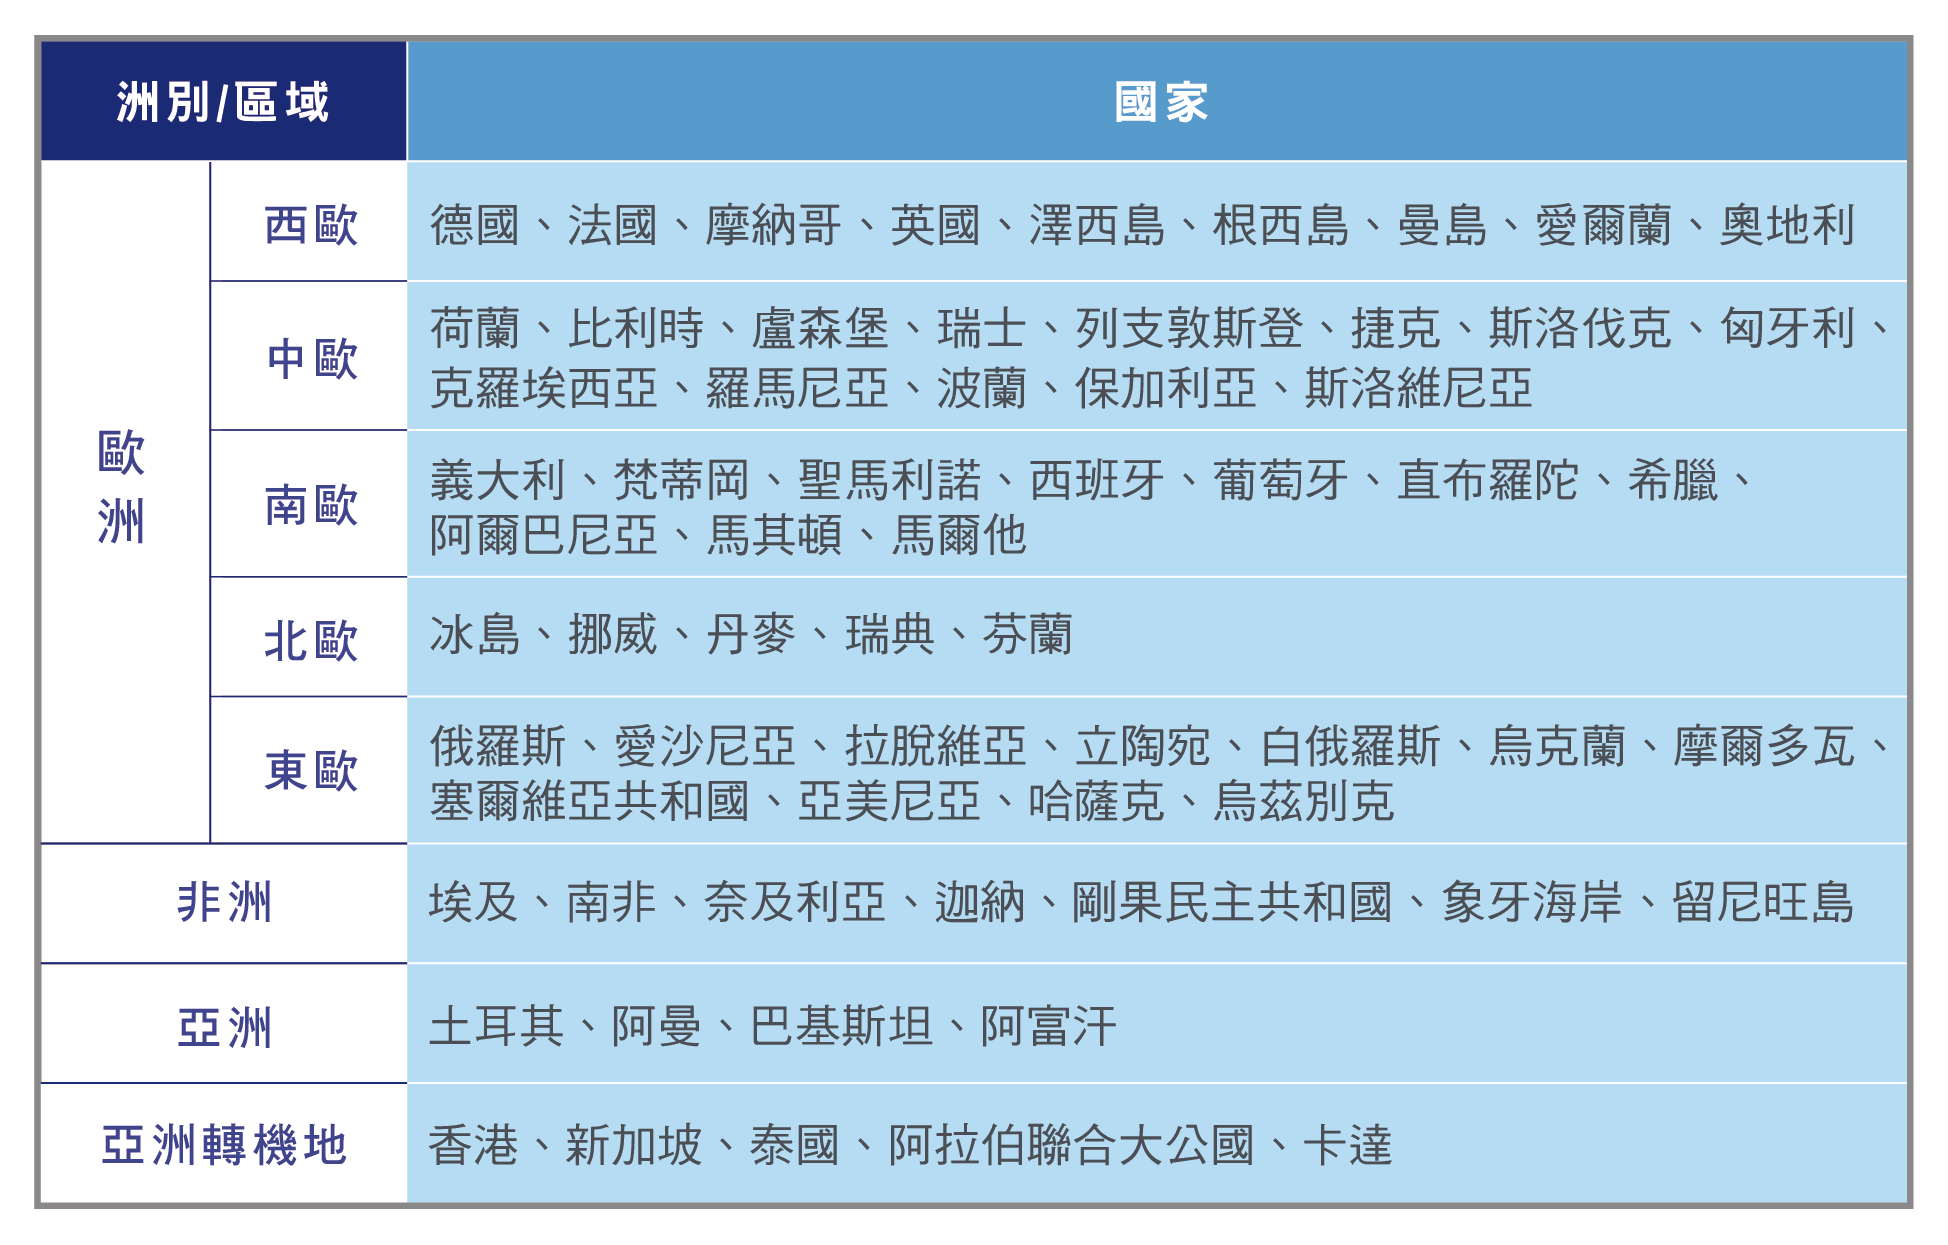 洲別/區域
國家
歐
洲
西歐
德國、法國、摩納哥、英國、澤西島、根西島、曼島、愛爾蘭、奧地利
中歐
荷蘭、比利時、盧森堡、瑞士、列支敦斯登、捷克、斯洛伐克、匈牙利、
克羅埃西亞、羅馬尼亞、波蘭、保加利亞、斯洛維尼亞
南歐
義大利、梵蒂岡、聖馬利諾、西班牙、葡萄牙、直布羅陀、希臘、
阿爾巴尼亞、馬其頓、馬爾他
北歐
冰島、挪威、丹麥、瑞典、芬蘭
東歐
俄羅斯、愛沙尼亞、拉脫維亞、立陶宛、白俄羅斯、烏克蘭、摩爾多瓦、
塞爾維亞共和國、亞美尼亞、哈薩克、烏茲別克
非洲
埃及、南非、奈及利亞、迦納、剛果民主共和國、象牙海岸、留尼旺島
亞洲
土耳其、阿曼、巴基斯坦、阿富汗
亞洲轉機地
香港、新加坡、泰國、阿拉伯聯合大公國、卡達